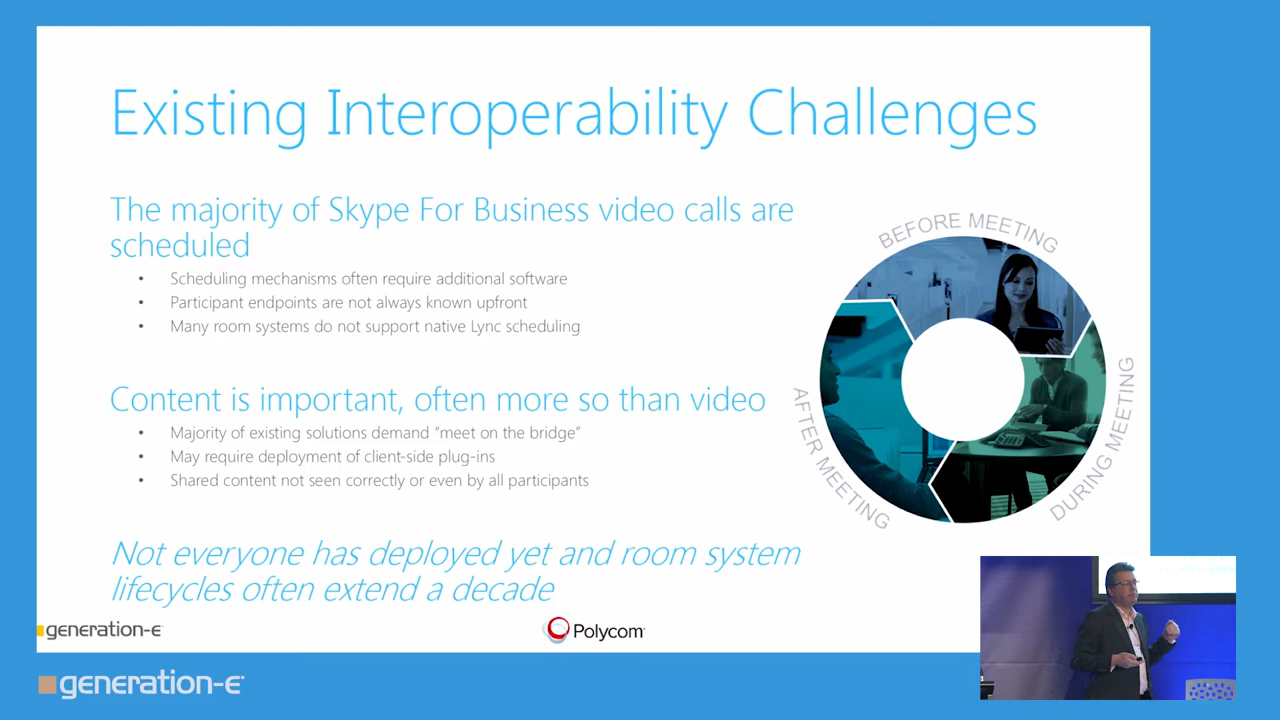 Existing Interoperability Challenges
The majority of Skype For Business video calls are
scheduled
• Scheduling mechanisms often require additional software
• Participant endpoints are not always known upfront
• Many room systems do not support native Lync scheduling
Content is important, often more so than video
• Majority of existing solutions demand “meet on the bridge”
• May require deployment of client-side plug-ins
• Shared content not seen correctly or even by all participants
Not everyone has deployed yet and room system
lifecycles often extend a decade
BEFORE MEETING
DURING MEETING
AFTER MEETING
generation-e
Polycom
generation-e